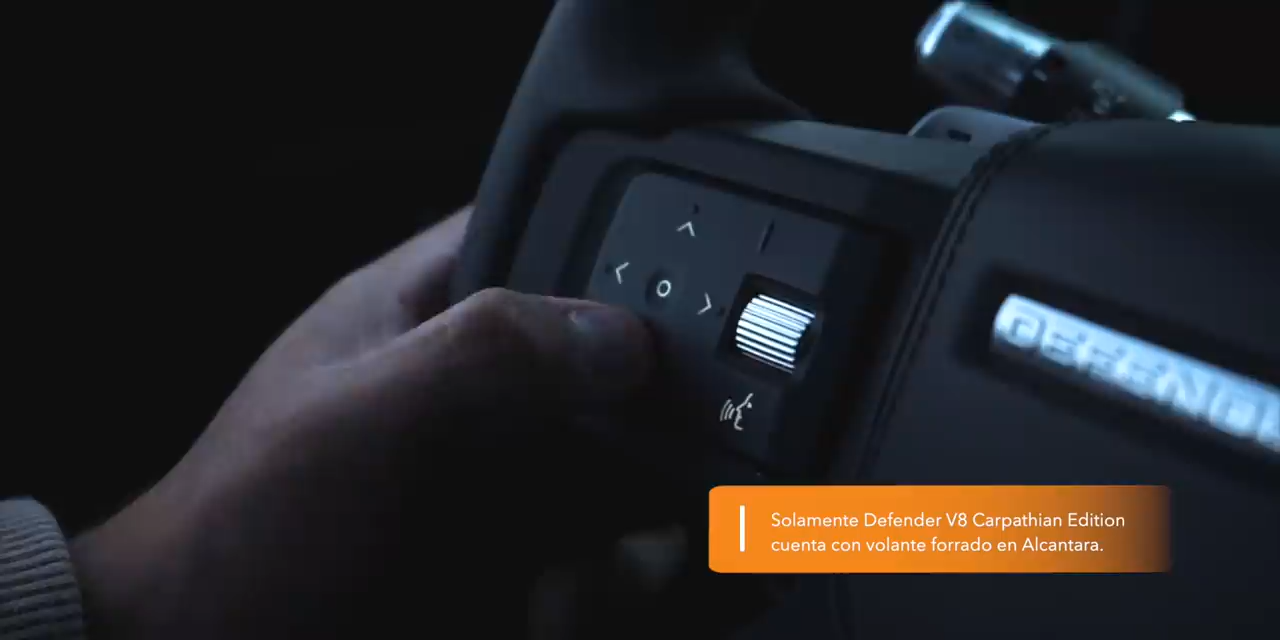 Solamente Defender V8 Carpathian Edition
cuenta con volante forrado en Alcantara.